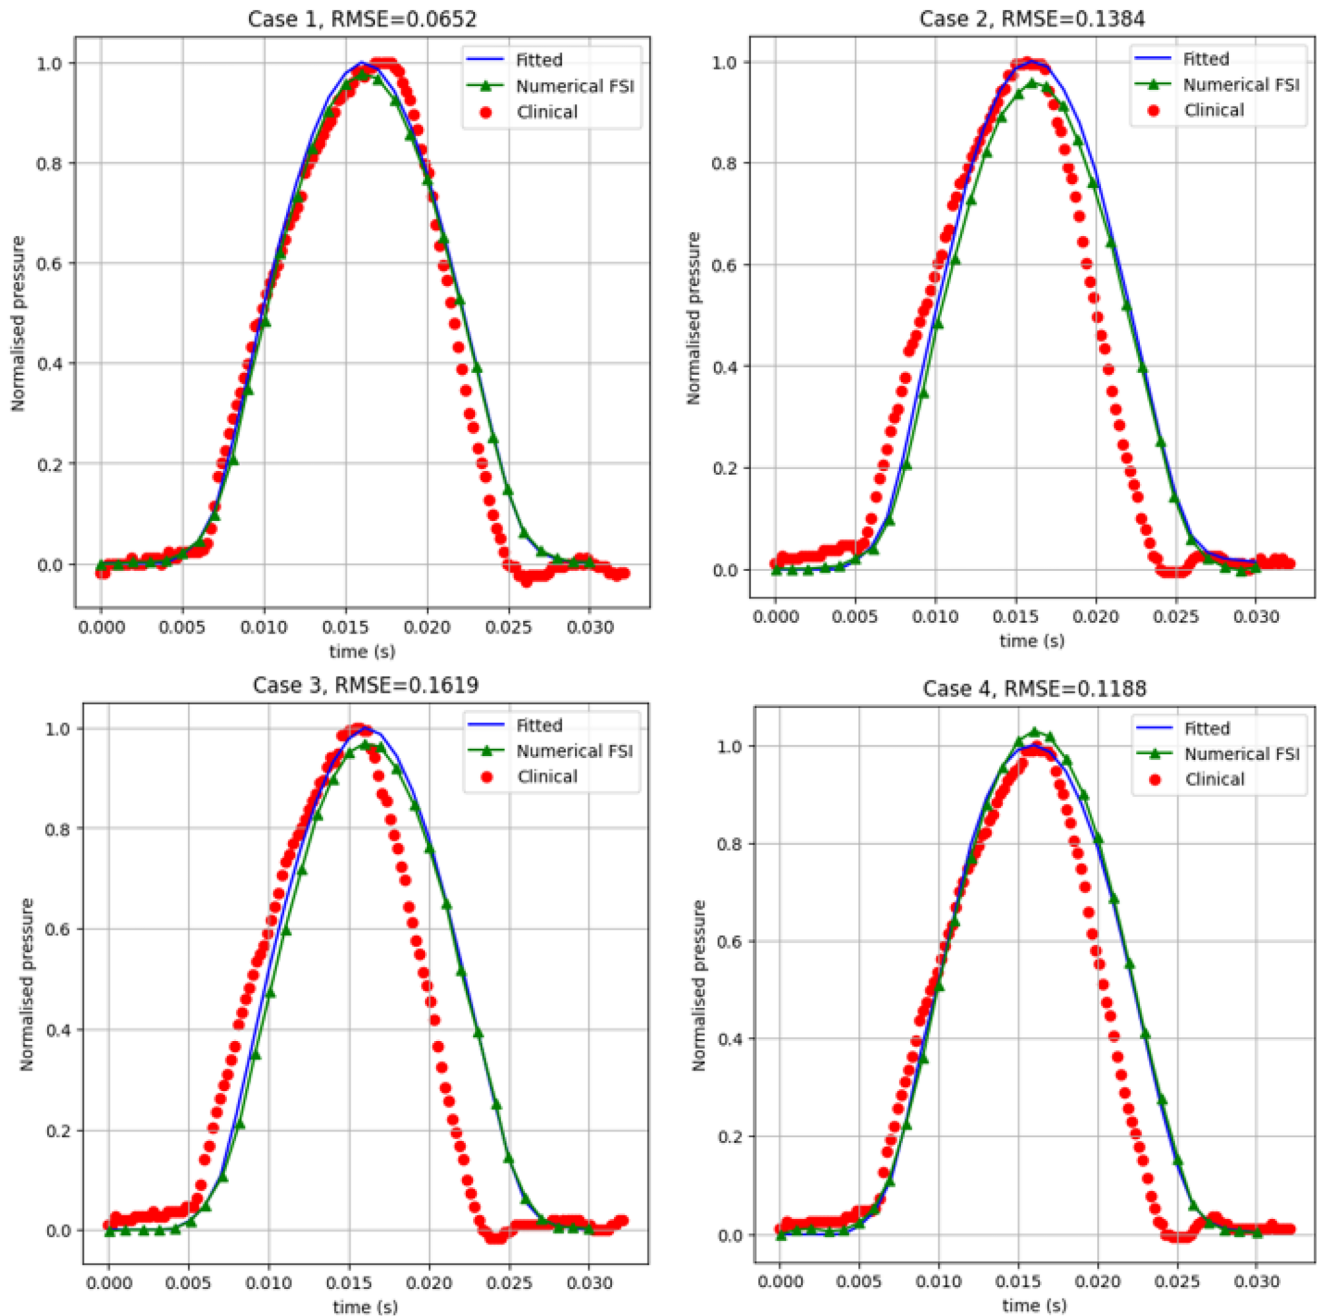 Case 1, RMSE=0.0652
Fitted
Numerical FSI
Clinical
Normalised pressure
1.0
0.8
0.6
0.4
0.2
0.0
0.000 0.005 0.010 0.015 0.020 0.025 0.030
time (s)
Case 2, RMSE=0.1384
Fitted
Numerical FSI
Clinical
Normalised pressure
1.0
0.8
0.6
0.4
0.2
0.0
0.000 0.005 0.010 0.015 0.020 0.025 0.030
time (s)
Case 3, RMSE=0.1619
Fitted
Numerical FSI
Clinical
Normalised pressure
1.0
0.8
0.6
0.4
0.2
0.0
0.000 0.005 0.010 0.015 0.020 0.025 0.030
time (s)
Case 4, RMSE=0.1188
Fitted
Numerical FSI
Clinical
Normalised pressure
1.0
0.8
0.6
0.4
0.2
0.0
0.000 0.005 0.010 0.015 0.020 0.025 0.030
time (s)